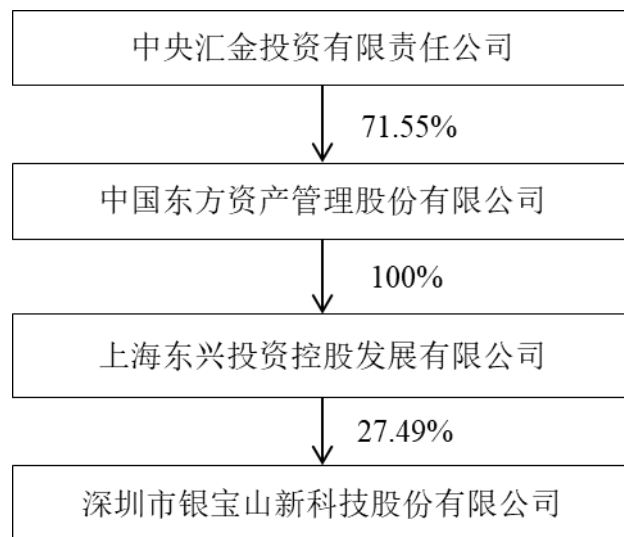 中央汇金投资有限责任公司
71.55%
中国东方资产管理股份有限公司
100%
上海东兴投资控股发展有限公司
27.49%
深圳市银宝山新科技股份有限公司